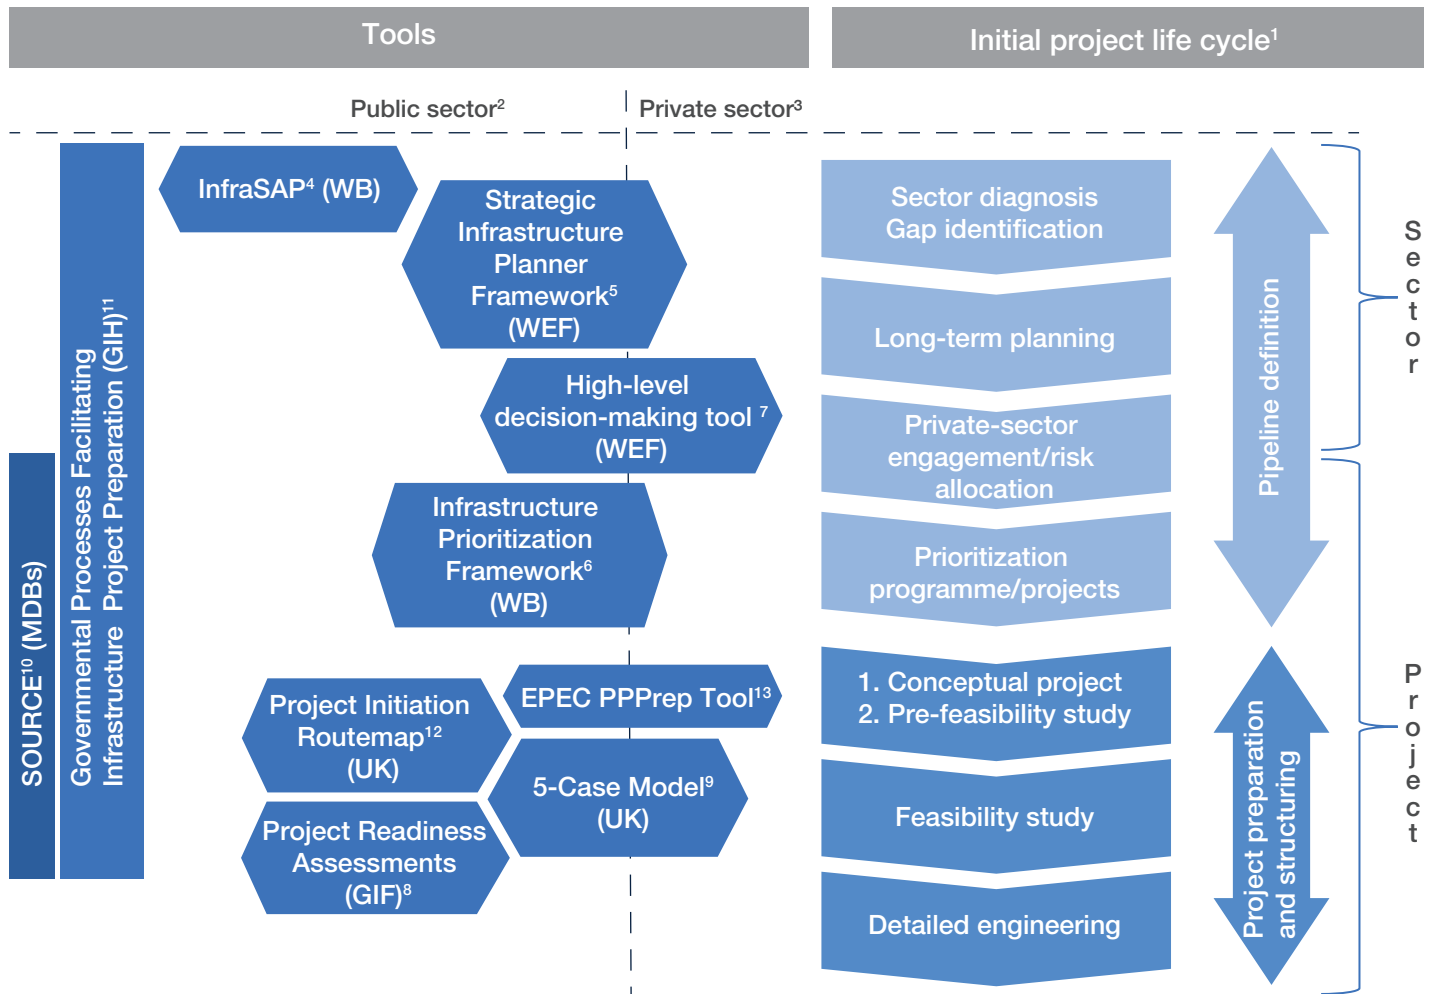 Tools
Initial project life cycle¹
Public sector²
Private sector³
SOURCE¹⁰ (MDBs)
Governmental Processes Facilitating
Infrastructure Project Preparation (GIH)¹¹
InfraSAP⁴ (WB)
Strategic
Infrastructure
Planner
Framework⁵
(WEF)
High-level
decision-making tool ⁷
(WEF)
Infrastructure
Prioritization
Framework⁶
(WB)
EPEC PPPrep Tool¹³
Project Initiation
Routemap¹²
(UK)
5-Case Model⁹
(UK)
Project Readiness
Assessments
(GIF)⁸
Sector diagnosis
Gap identification
Long-term planning
Private-sector
engagement/risk
allocation
Prioritization
programme/projects
1. Conceptual project
2. Pre-feasibility study
Feasibility study
Detailed engineering
Pipeline definition
Project preparation
and structuring
Sector
Project